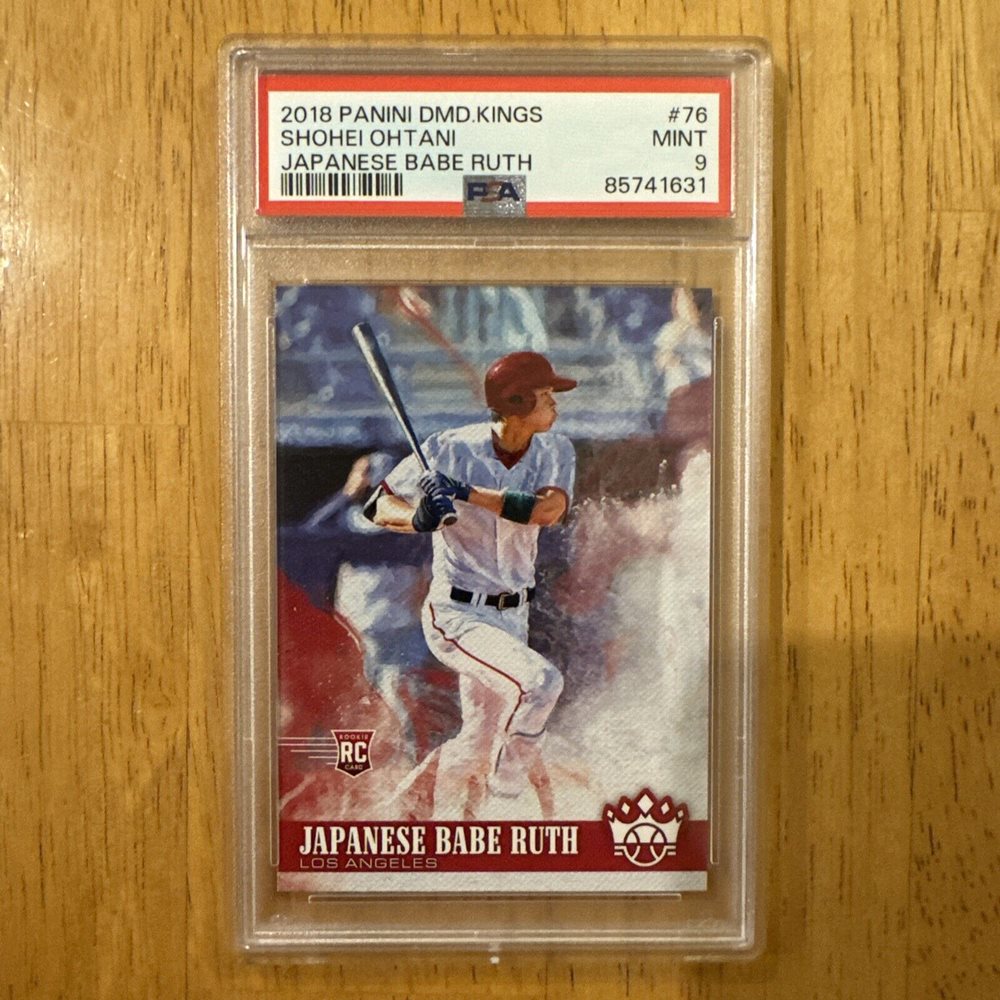 2018 PANINI DMD.KINGS #76
SHOHEI OHTANI MINT
JAPANESE BABE RUTH 9
PSA 85741631
ROOKIE
RC
CARD
JAPANESE BABE RUTH
LOS ANGELES